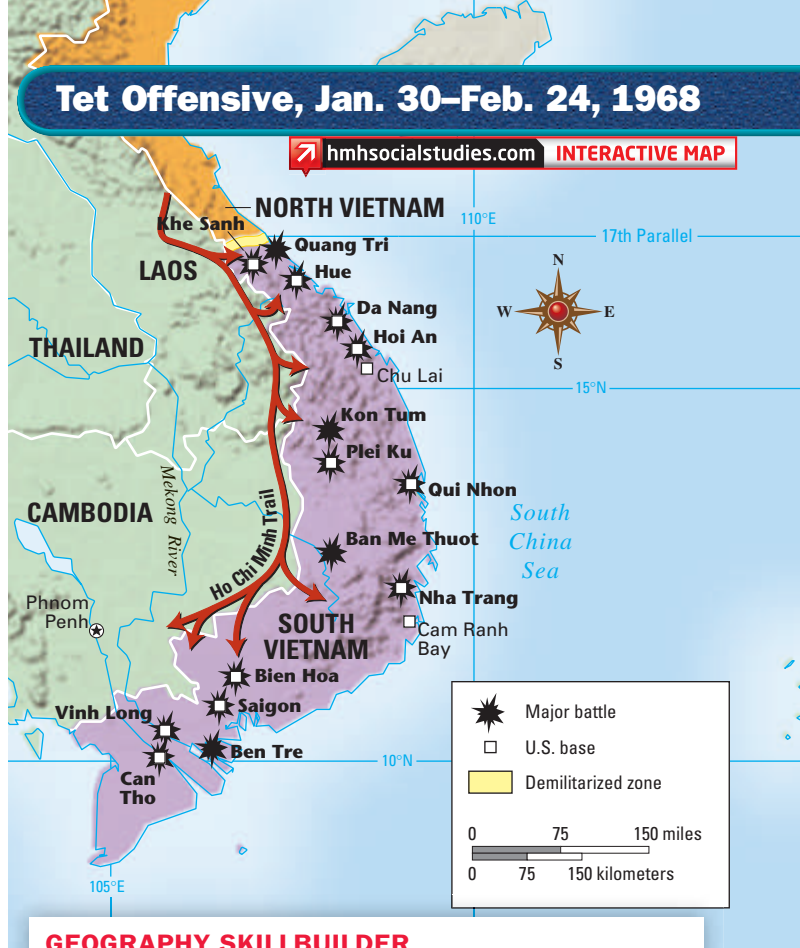 Tet Offensive, Jan. 30–Feb. 24, 1968
hmhsocialstudies.com INTERACTIVE MAP
NORTH VIETNAM
110°E
Khe Sanh
17th Parallel
Quang Tri
LAOS
Hue
N
W
E
S
Da Nang
Hoi An
THAILAND
Chu Lai
15°N
Kon Tum
Plei Ku
Mekong River
Qui Nhon
CAMBODIA
South
China
Sea
Ho Chi Minh Trail
Ban Me Thuot
Phnom
Penh
Nha Trang
SOUTH
VIETNAM
Cam Ranh
Bay
Bien Hoa
Saigon
Vinh Long
Ben Tre
10°N
Can
Tho
105°E
Major battle
U.S. base
Demilitarized zone
0 75 150 miles
0 75 150 kilometers
GEOGRAPHY SKILLBUILDER